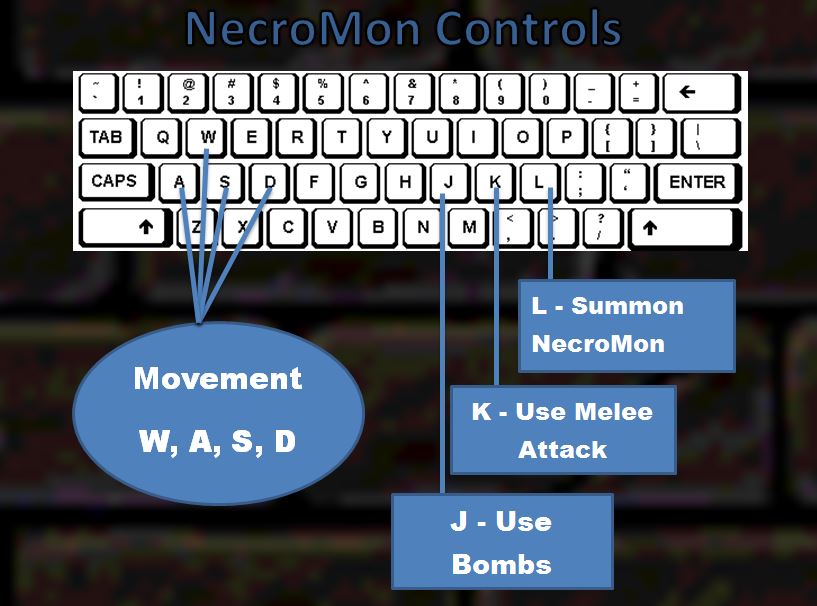 NecroMon Controls
~ ! @ # $ % ^ & * ( ) _ +
` 1 2 3 4 5 6 7 8 9 0 - = ←
TAB Q W E R T Y U I O P { [ } ] | \
CAPS A S D F G H J K L : ; “ ‘ ENTER
↑ Z X C V B N M < , > . ? / ↑
L - Summon
NecroMon
Movement
W, A, S, D
K - Use Melee
Attack
J - Use
Bombs